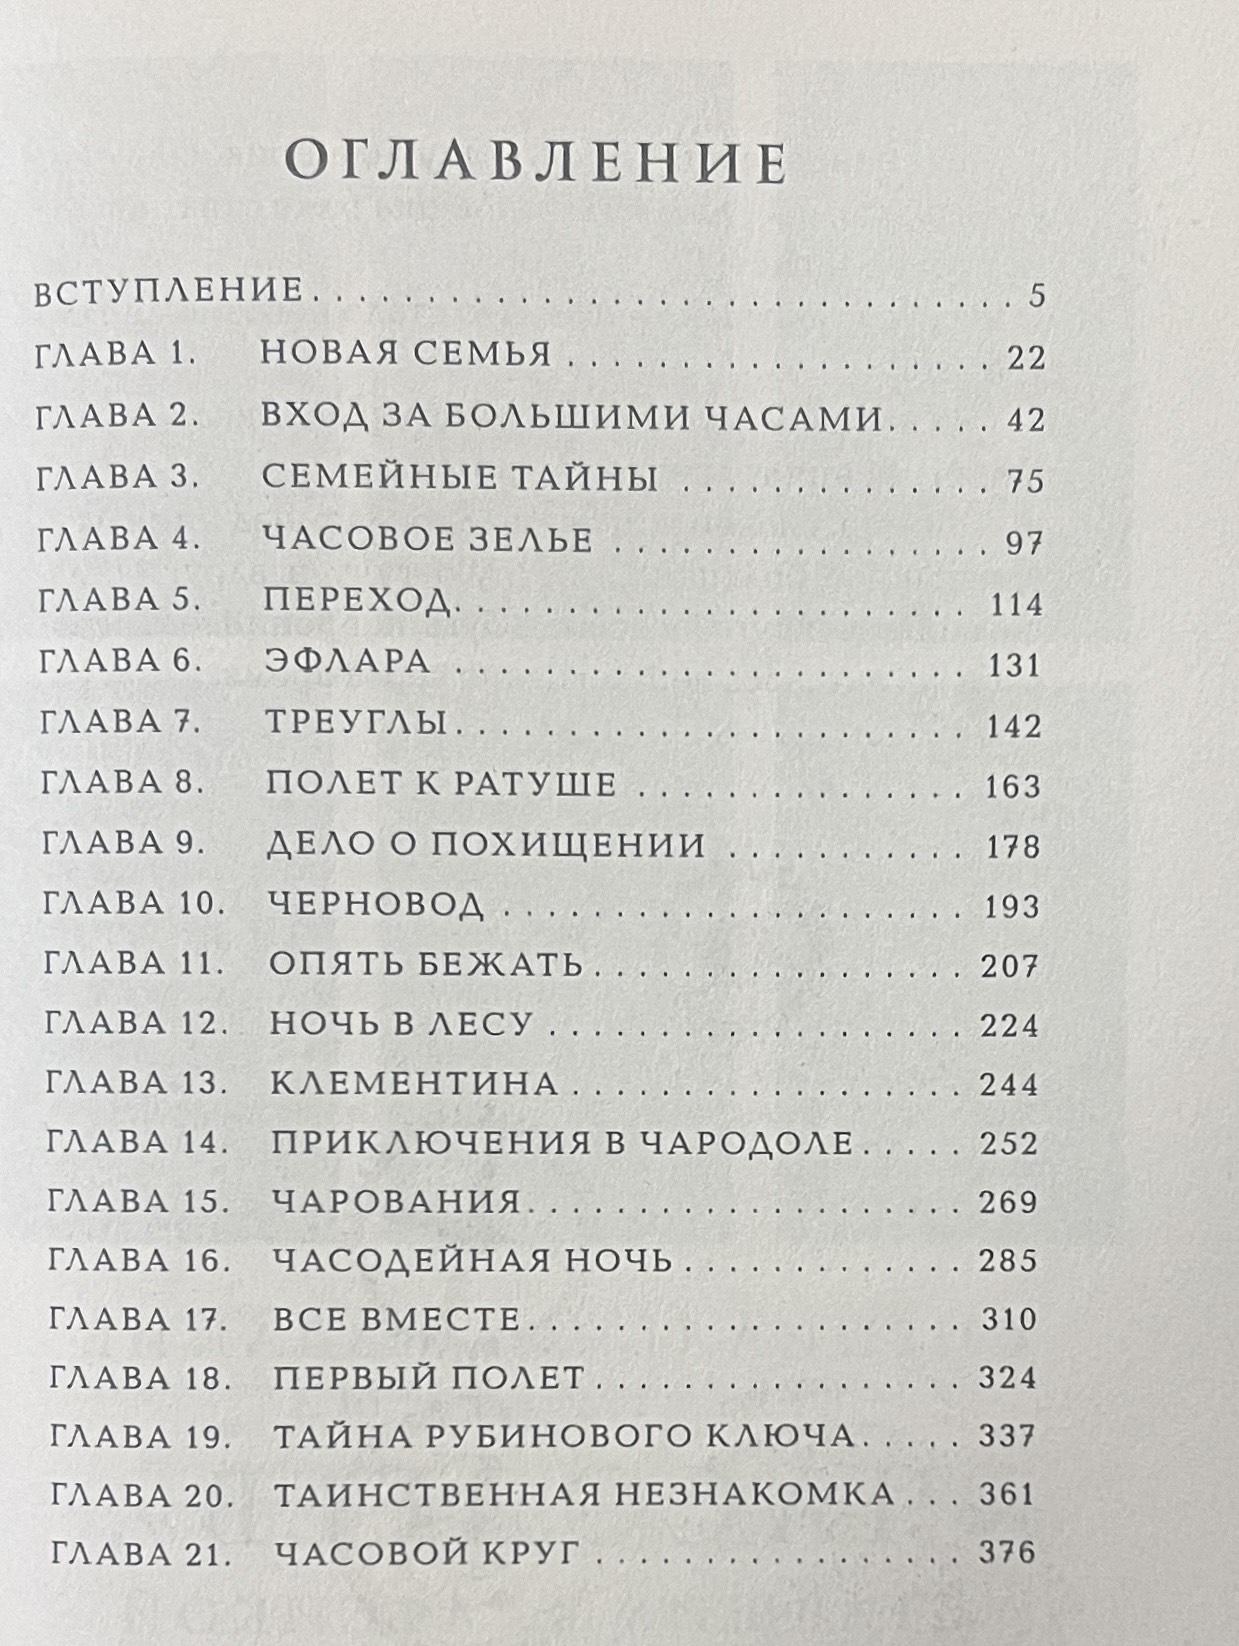 ОГЛАВЛЕНИЕ
ВСТУПЛЕНИЕ. . . . . . . . . . . . . . . . . . . . . . . . . . . . . . . 5
ГЛАВА 1. НОВАЯ СЕМЬЯ . . . . . . . . . . . . . . . . . . . 22
ГЛАВА 2. ВХОД ЗА БОЛЬШИМИ ЧАСАМИ. . . . . 42
ГЛАВА 3. СЕМЕЙНЫЕ ТАЙНЫ . . . . . . . . . . . . . . 75
ГЛАВА 4. ЧАСОВОЕ ЗЕЛЬЕ . . . . . . . . . . . . . . . . . 97
ГЛАВА 5. ПЕРЕХОД. . . . . . . . . . . . . . . . . . . . . . . 114
ГЛАВА 6. ЭФЛАРА . . . . . . . . . . . . . . . . . . . . . . . 131
ГЛАВА 7. ТРЕУГЛЫ. . . . . . . . . . . . . . . . . . . . . . . 142
ГЛАВА 8. ПОЛЕТ К РАТУШЕ . . . . . . . . . . . . . . . 163
ГЛАВА 9. ДЕЛО О ПОХИЩЕНИИ . . . . . . . . . . . 178
ГЛАВА 10. ЧЕРНОВОД . . . . . . . . . . . . . . . . . . . . . 193
ГЛАВА 11. ОПЯТЬ БЕЖАТЬ. . . . . . . . . . . . . . . . . 207
ГЛАВА 12. НОЧЬ В ЛЕСУ . . . . . . . . . . . . . . . . . . . 224
ГЛАВА 13. КЛЕМЕНТИНА . . . . . . . . . . . . . . . . . . 244
ГЛАВА 14. ПРИКЛЮЧЕНИЯ В ЧАРОДОЛЕ. . . . . 252
ГЛАВА 15. ЧАРОВАНИЯ. . . . . . . . . . . . . . . . . . . . 269
ГЛАВА 16. ЧАСОДЕЙНАЯ НОЧЬ . . . . . . . . . . . . . 285
ГЛАВА 17. ВСЕ ВМЕСТЕ. . . . . . . . . . . . . . . . . . . . 310
ГЛАВА 18. ПЕРВЫЙ ПОЛЕТ. . . . . . . . . . . . . . . . . 324
ГЛАВА 19. ТАЙНА РУБИНОВОГО КЛЮЧА. . . . . 337
ГЛАВА 20. ТАИНСТВЕННАЯ НЕЗНАКОМКА . . . 361
ГЛАВА 21. ЧАСОВОЙ КРУГ . . . . . . . . . . . . . . . . . 376